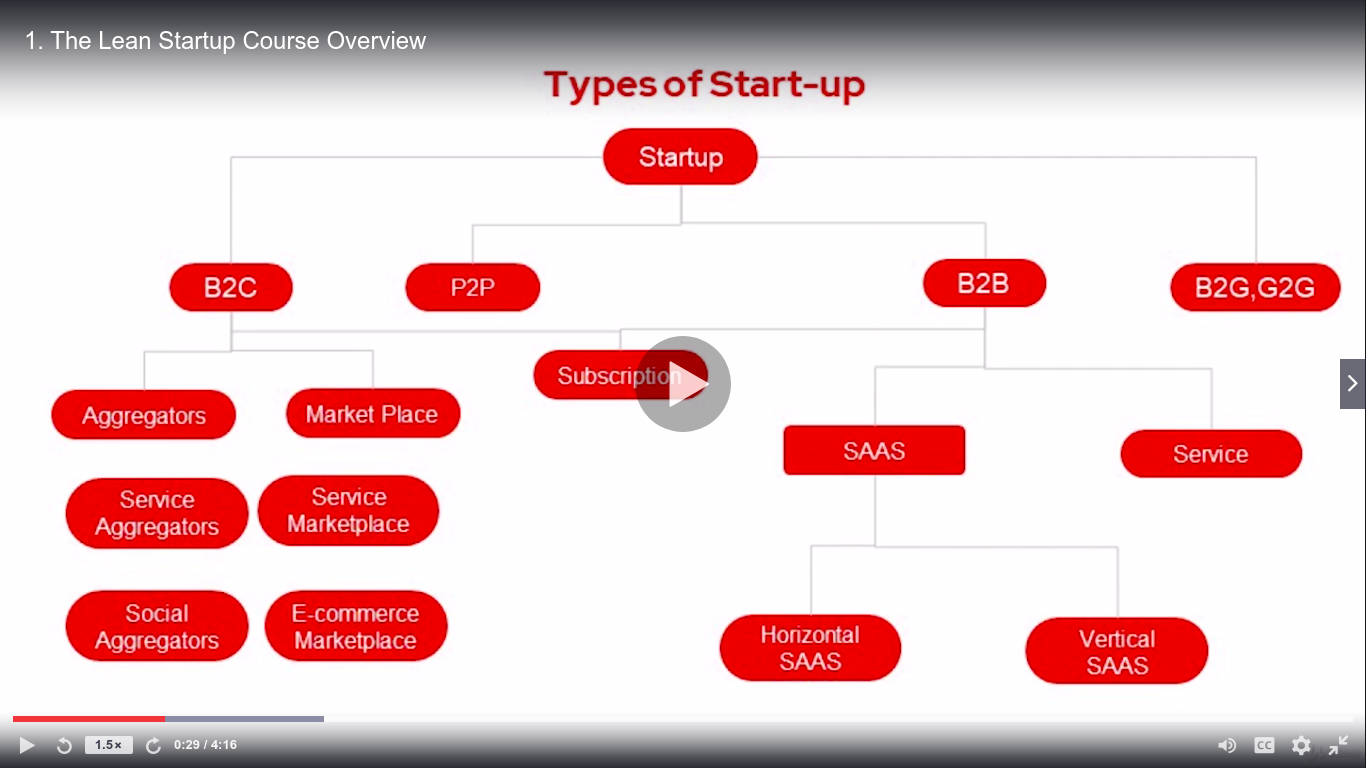 1. The Lean Startup Course Overview
Types of Start-up
Startup
B2C
P2P
B2B
B2G,G2G
Subscription
Aggregators
Market Place
SAAS
Service
Service
Aggregators
Service
Marketplace
Social
Aggregators
E-commerce
Marketplace
Horizontal
SAAS
Vertical
SAAS
1.5×
0:29 / 4:16
CC